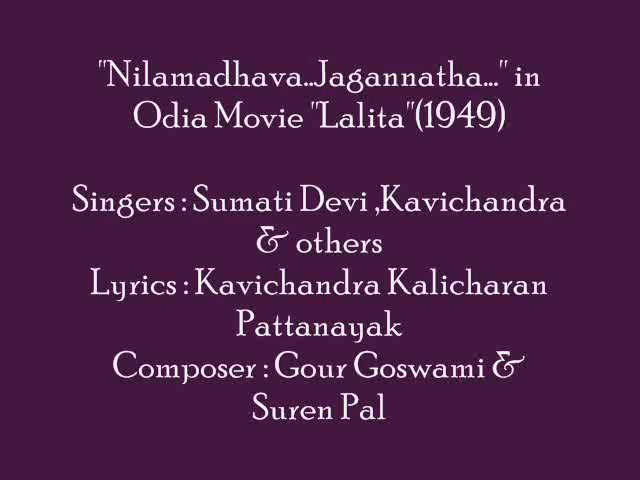 "Nilamadhava..Jagannatha..." in
Odia Movie "Lalita"(1949)
Singers : Sumati Devi ,Kavichandra
& others
Lyrics : Kavichandra Kalicharan
Pattanayak
Composer : Gour Goswami &
Suren Pal